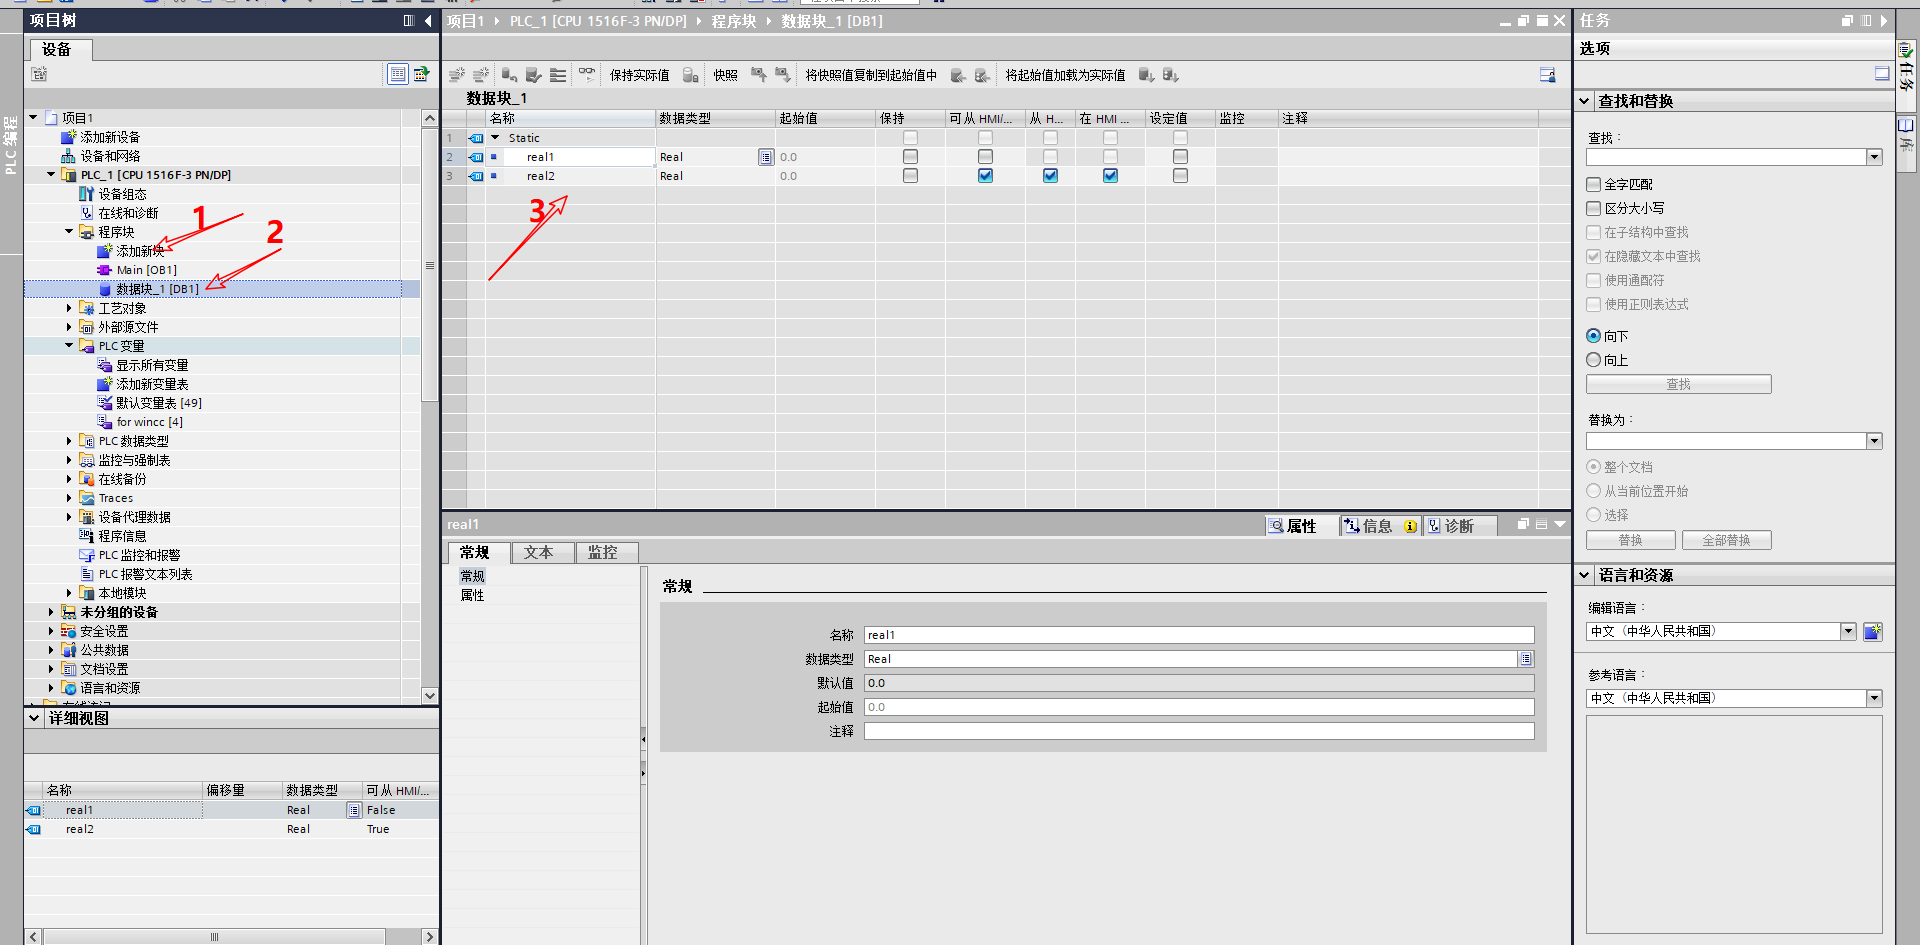 项目树
设备
PLC 编程
项目1
添加新设备
设备和网络
PLC_1 [CPU 1516F-3 PN/DP]
设备组态
在线和诊断
程序块
添加新块
Main [OB1]
数据块_1 [DB1]
工艺对象
外部源文件
PLC 变量
显示所有变量
添加新变量表
默认变量表 [49]
for wincc [4]
PLC 数据类型
监控与强制表
在线备份
Traces
设备代理数据
程序信息
PLC 监控和报警
PLC 报警文本列表
本地模块
未分组的设备
安全设置
公共数据
文档设置
语言和资源
1
2
3
详细视图
名称 偏移量 数据类型 可从 HMI/...
real1 Real False
real2 Real True
项目1 PLC_1 [CPU 1516F-3 PN/DP] 程序块 数据块_1 [DB1]
保持实际值 快照 将快照值复制到起始值中 将起始值加载为实际值
数据块_1
名称 数据类型 起始值 保持 可从 HMI/... 从 H... 在 HMI ... 设定值 监控 注释
1 Static
2 real1 Real 0.0
3 real2 Real 0.0
real1
属性 信息 诊断
常规 文本 监控
常规
属性
常规
名称 real1
数据类型 Real
默认值 0.0
起始值 0.0
注释
任务
选项
查找和替换
查找：
全字匹配
区分大小写
在子结构中查找
在隐藏文本中查找
使用通配符
使用正则表达式
向下
向上
查找
替换为：
整个文档
从当前位置开始
选择
替换 全部替换
语言和资源
编辑语言：
中文（中华人民共和国）
参考语言：
中文（中华人民共和国）
任务